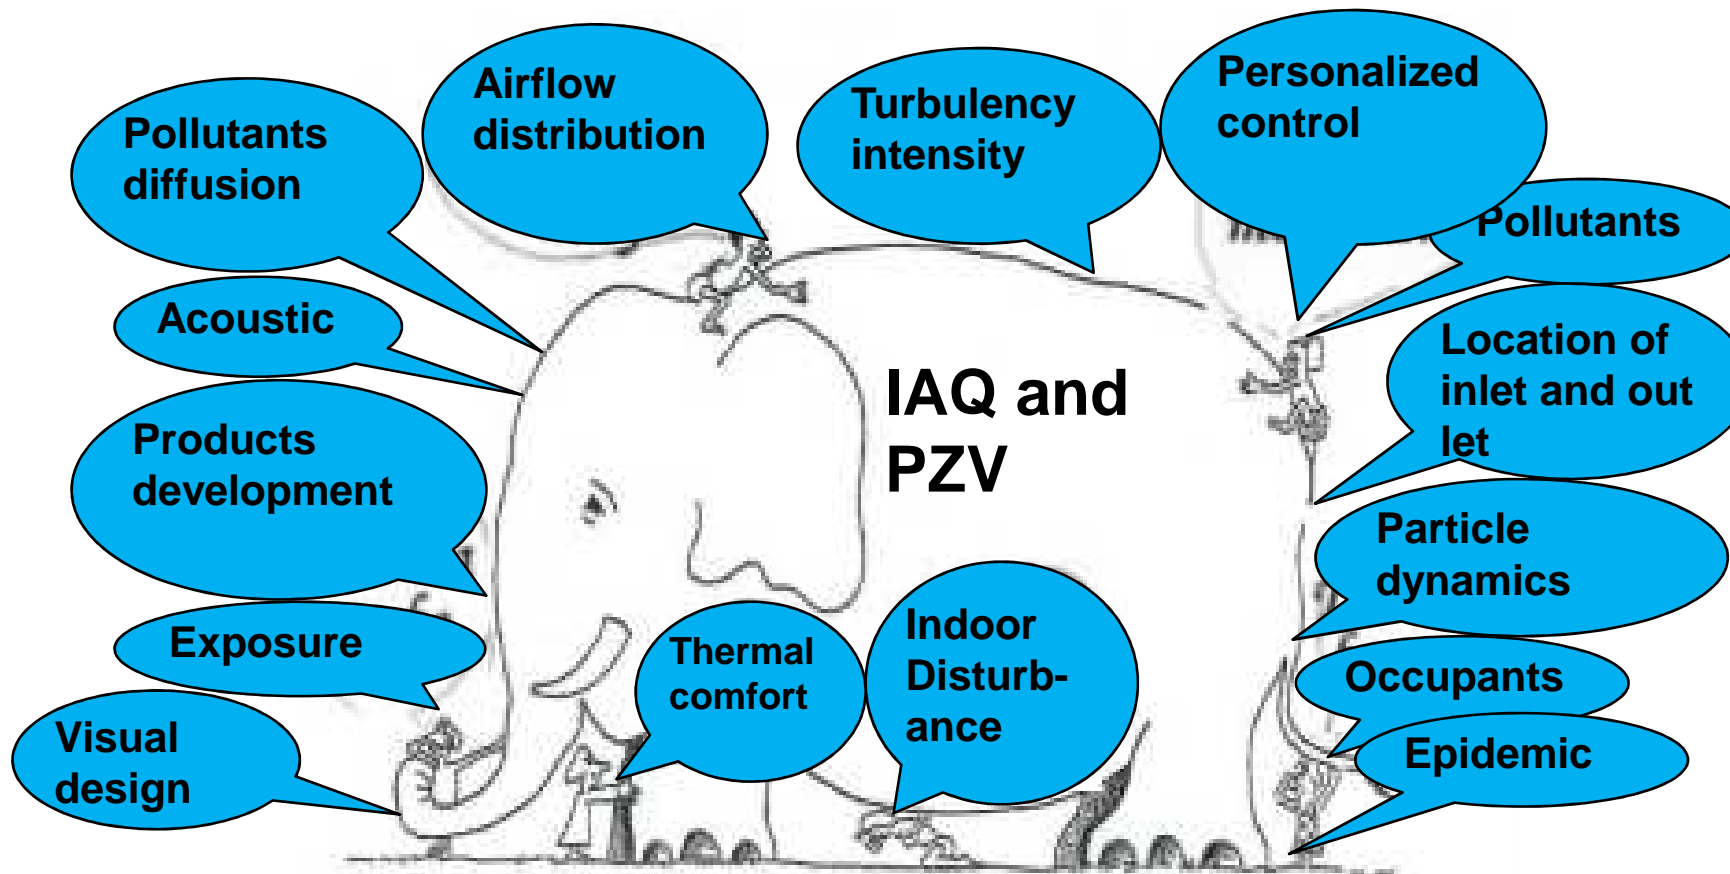 Airflow
distribution
Turbulency
intensity
Personalized
control
Pollutants
diffusion
Pollutants
Acoustic
Location of
inlet and out
let
IAQ and
PZV
Products
development
Particle
dynamics
Exposure
Thermal
comfort
Indoor
Disturb-
ance
Occupants
Visual
design
Epidemic